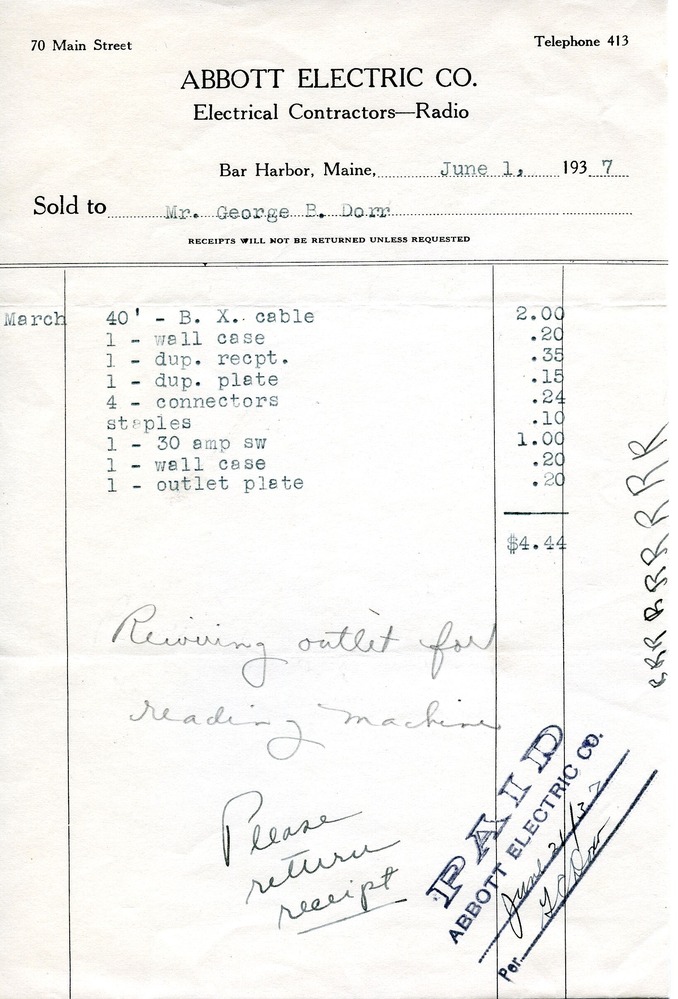 70 Main Street Telephone 413
ABBOTT ELECTRIC CO.
Electrical Contractors—Radio
Bar Harbor, Maine, June 1, 1937
Sold to Mr. George B. Dorr
RECEIPTS WILL NOT BE RETURNED UNLESS REQUESTED
March 40' - B. X. cable 2.00
1 - wall case .20
1 - dup. recpt. .35
1 - dup. plate .15
4 - connectors .24
staples .10
1 - 30 amp sw 1.00
1 - wall case .20
1 - outlet plate .20
$4.44
R R R R R R R R
Rewiring outlet for
reading machine
Please
return
receipt
PAID
ABBOTT ELECTRIC CO.
June
Per